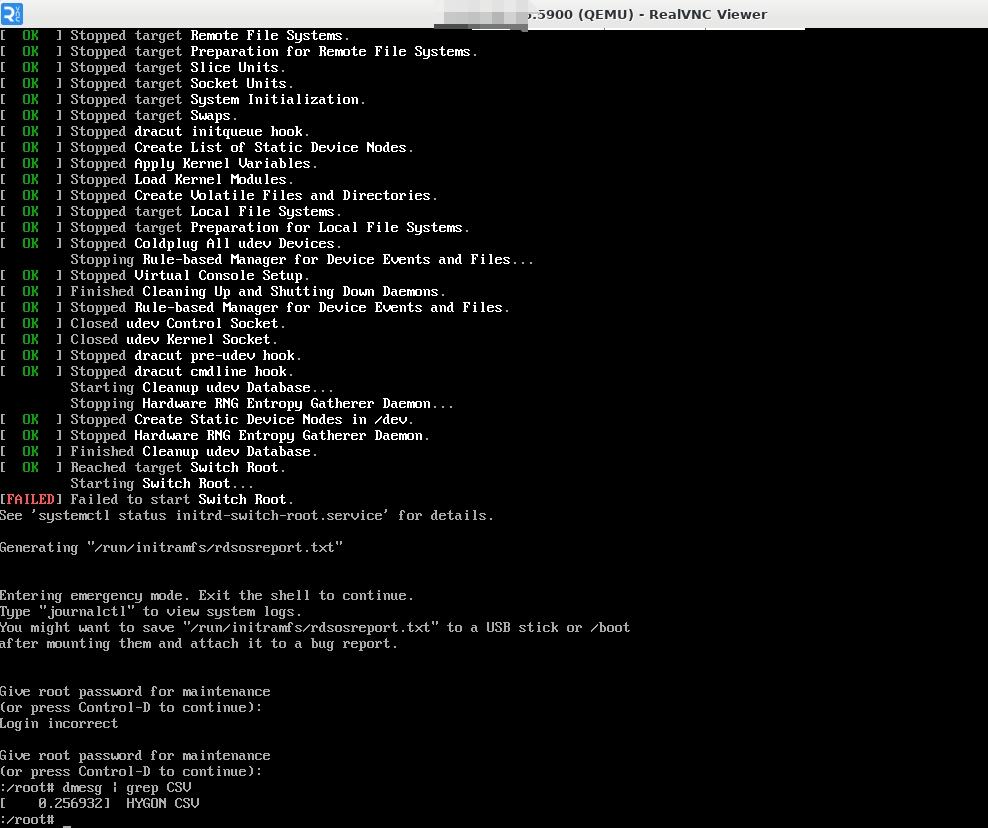 .5900 (QEMU) - RealVNC Viewer
[  OK  ] Stopped target Remote File Systems.
[  OK  ] Stopped target Preparation for Remote File Systems.
[  OK  ] Stopped target Slice Units.
[  OK  ] Stopped target Socket Units.
[  OK  ] Stopped target System Initialization.
[  OK  ] Stopped target Swaps.
[  OK  ] Stopped dracut initqueue hook.
[  OK  ] Stopped Create List of Static Device Nodes.
[  OK  ] Stopped Apply Kernel Variables.
[  OK  ] Stopped Load Kernel Modules.
[  OK  ] Stopped Create Volatile Files and Directories.
[  OK  ] Stopped target Local File Systems.
[  OK  ] Stopped target Preparation for Local File Systems.
[  OK  ] Stopped Coldplug All udev Devices.
Stopping Rule-based Manager for Device Events and Files...
[  OK  ] Stopped Virtual Console Setup.
[  OK  ] Finished Cleaning Up and Shutting Down Daemons.
[  OK  ] Stopped Rule-based Manager for Device Events and Files.
[  OK  ] Closed udev Control Socket.
[  OK  ] Closed udev Kernel Socket.
[  OK  ] Stopped dracut pre-udev hook.
[  OK  ] Stopped dracut cmdline hook.
Starting Cleanup udev Database...
Stopping Hardware RNG Entropy Gatherer Daemon...
[  OK  ] Stopped Create Static Device Nodes in /dev.
[  OK  ] Stopped Hardware RNG Entropy Gatherer Daemon.
[  OK  ] Finished Cleanup udev Database.
[  OK  ] Reached target Switch Root.
Starting Switch Root...
[FAILED] Failed to start Switch Root.
See 'systemctl status initrd-switch-root.service' for details.
Generating "/run/initramfs/rdsosreport.txt"
Entering emergency mode. Exit the shell to continue.
Type "journalctl" to view system logs.
You might want to save "/run/initramfs/rdsosreport.txt" to a USB stick or /boot
after mounting them and attach it to a bug report.
Give root password for maintenance
(or press Control-D to continue):
Login incorrect
Give root password for maintenance
(or press Control-D to continue):
:/root# dmesg | grep CSV
[    0.256932]  HYGON CSV
:/root# _